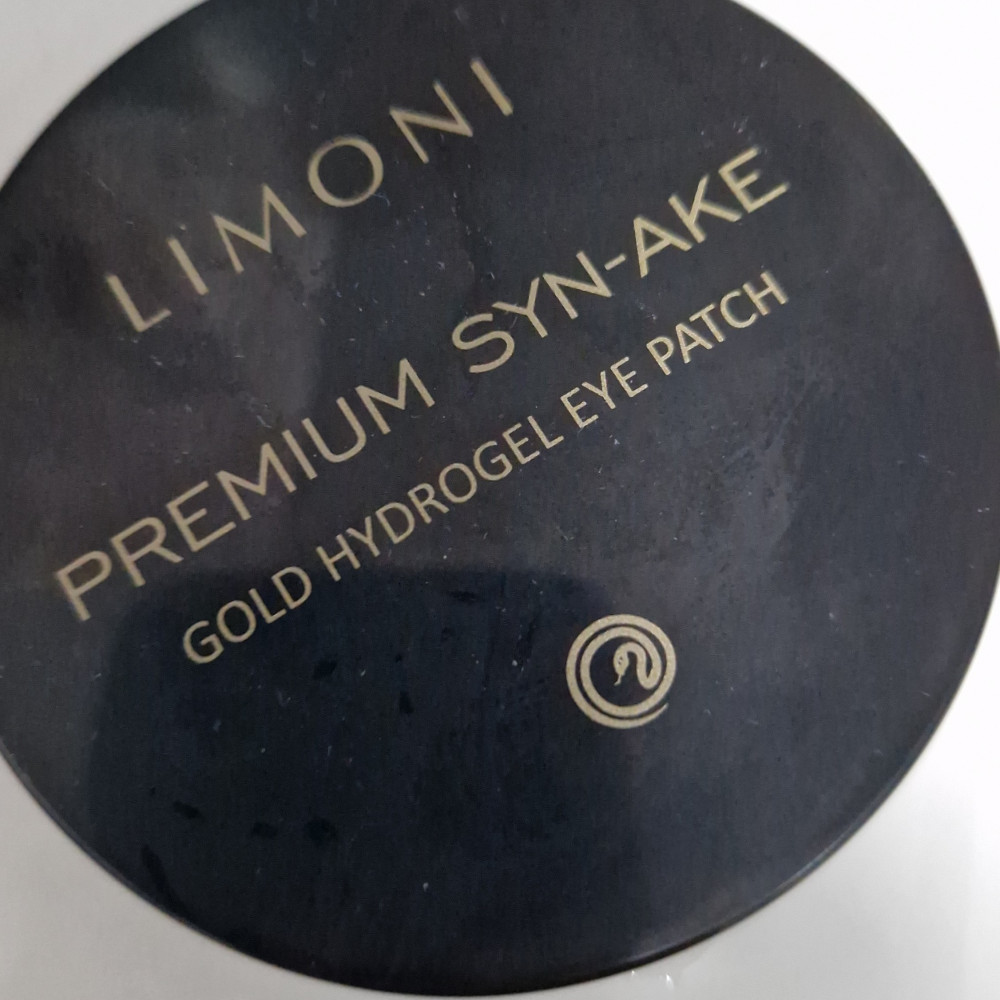 LIMONI
PREMIUM SYN-AKE
GOLD HYDROGEL EYE PATCH